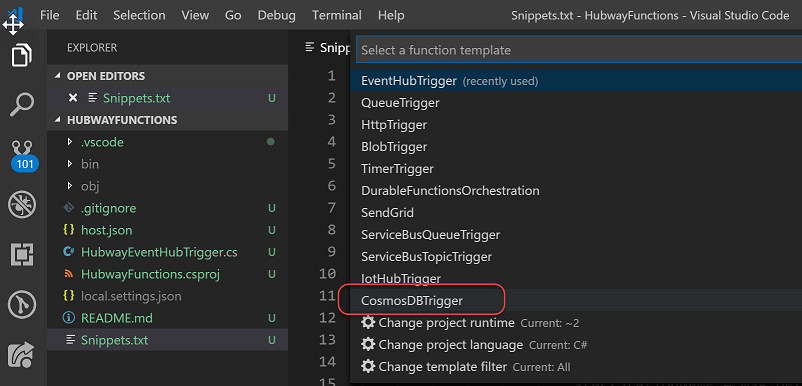 File Edit Selection View Go Debug Terminal Help Snippets.txt - HubwayFunctions - Visual Studio Code
EXPLORER
OPEN EDITORS
Snippets.txt U
HUBWAYFUNCTIONS
.vscode
bin
obj
.gitignore U
host.json U
C# HubwayEventHubTrigger.cs U
HubwayFunctions.csproj U
local.settings.json
README.md U
Snippets.txt U
101
Snipp
1
2
3
4
5
6
7
8
9
10
11
12
13
14
15
Select a function template
EventHubTrigger (recently used)
QueueTrigger
HttpTrigger
BlobTrigger
TimerTrigger
DurableFunctionsOrchestration
SendGrid
ServiceBusQueueTrigger
ServiceBusTopicTrigger
IotHubTrigger
CosmosDBTrigger
Change project runtime Current: ~2
Change project language Current: C#
Change template filter Current: All